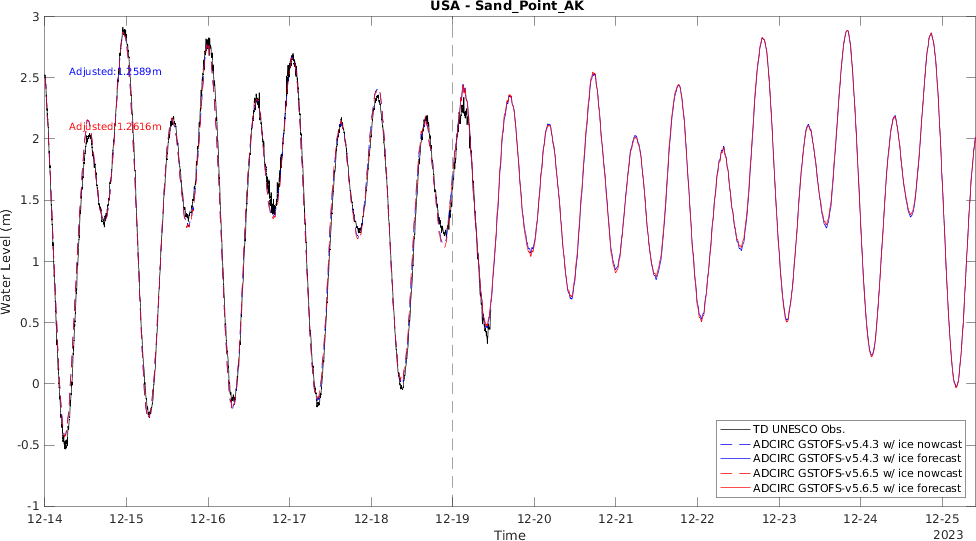 USA - Sand_Point_AK
3
2.5
2
1.5
1
0.5
0
-0.5
-1
Water Level (m)
Adjusted:1.2589m
Adjusted:1.2616m
TD UNESCO Obs.
ADCIRC GSTOFS-v5.4.3 w/ ice nowcast
ADCIRC GSTOFS-v5.4.3 w/ ice forecast
ADCIRC GSTOFS-v5.6.5 w/ ice nowcast
ADCIRC GSTOFS-v5.6.5 w/ ice forecast
12-14 12-15 12-16 12-17 12-18 12-19 12-20 12-21 12-22 12-23 12-24 12-25
Time
2023